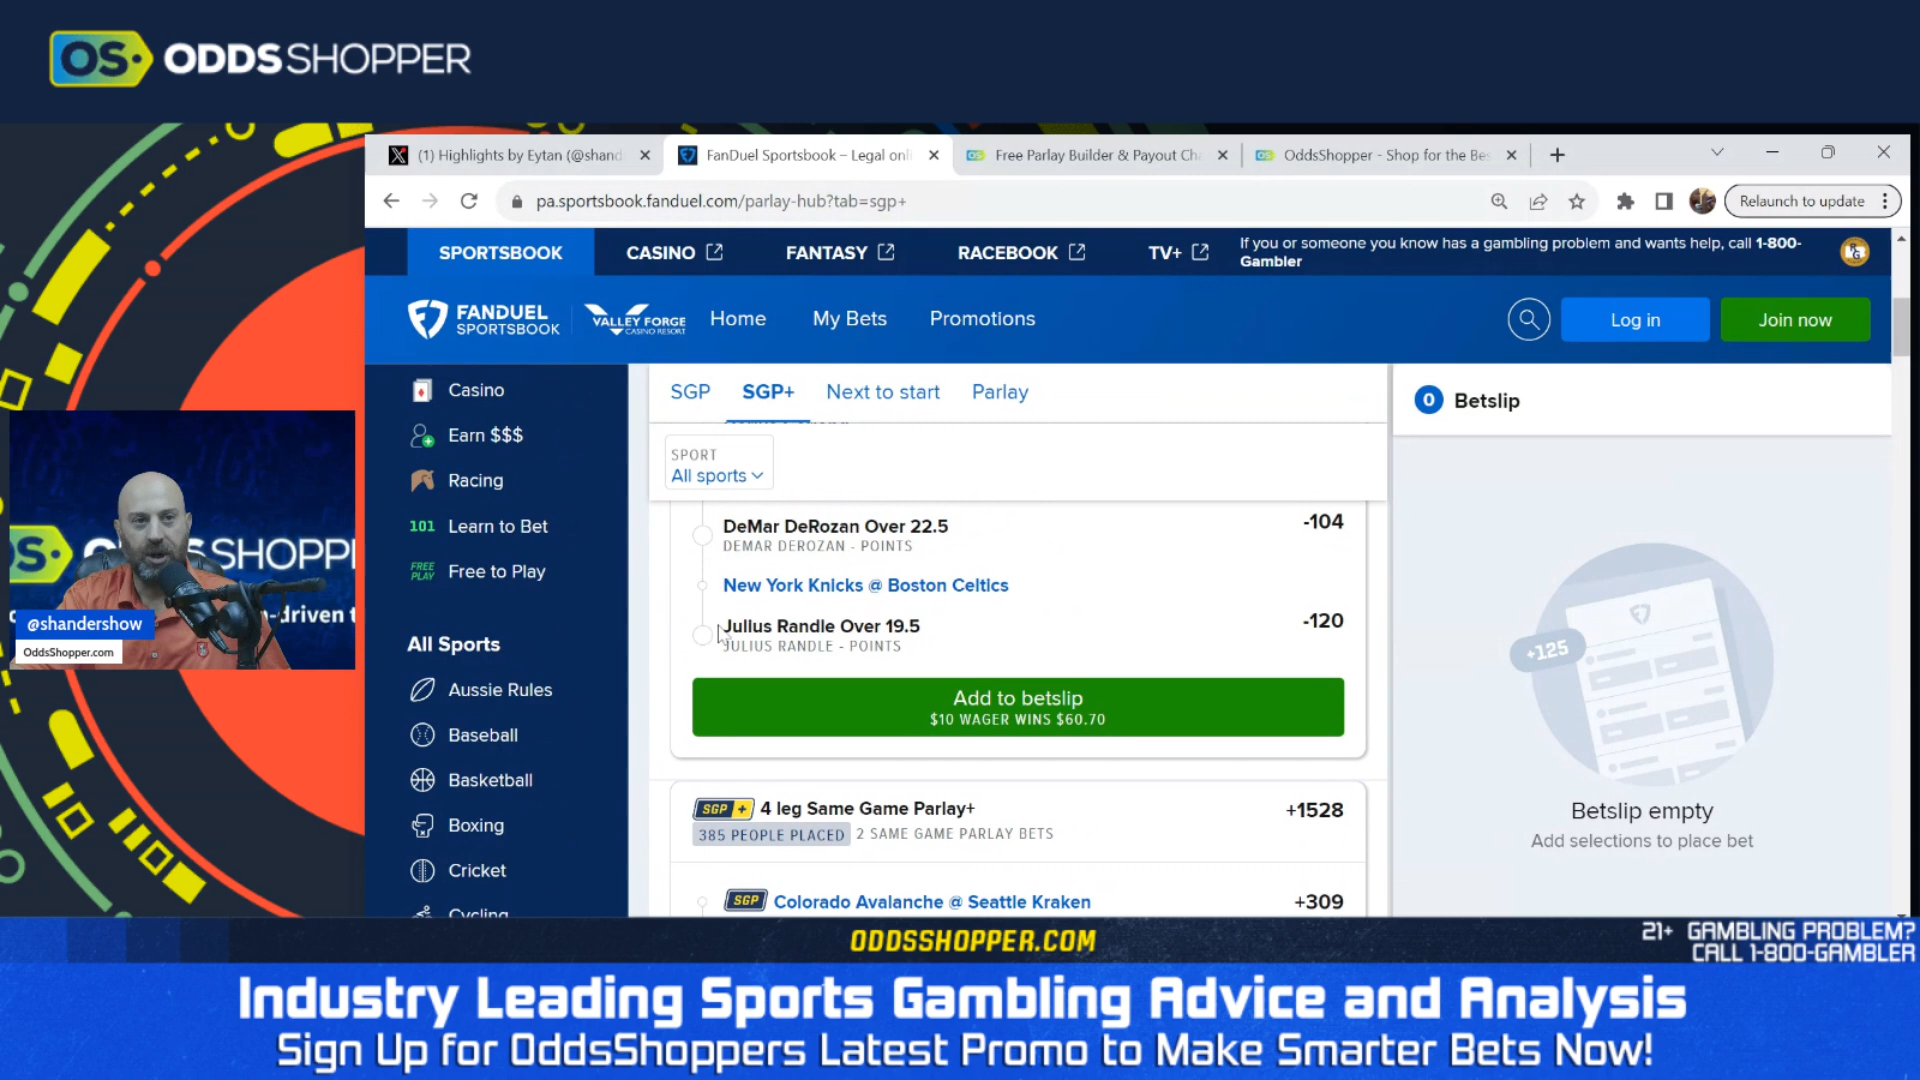 OS ODDSSHOPPER
(1) Highlights by Eytan (@shand
FanDuel Sportsbook – Legal onli
Free Parlay Builder & Payout Cha
OddsShopper - Shop for the Bes
pa.sportsbook.fanduel.com/parlay-hub?tab=sgp+
Relaunch to update
SPORTSBOOK
CASINO
FANTASY
RACEBOOK
TV+
If you or someone you know has a gambling problem and wants help, call 1-800-
Gambler
FANDUEL
SPORTSBOOK
VALLEY FORGE
CASINO RESORT
Home
My Bets
Promotions
Log in
Join now
Casino
Earn $$$
Racing
101 Learn to Bet
FREE
PLAY
Free to Play
All Sports
Aussie Rules
Baseball
Basketball
Boxing
Cricket
Cycling
SGP
SGP+
Next to start
Parlay
SPORT
All sports
DeMar DeRozan Over 22.5
-104
DEMAR DEROZAN - POINTS
New York Knicks @ Boston Celtics
Julius Randle Over 19.5
-120
JULIUS RANDLE - POINTS
Add to betslip
$10 WAGER WINS $60.70
SGP + 4 leg Same Game Parlay+
+1528
385 PEOPLE PLACED 2 SAME GAME PARLAY BETS
SGP Colorado Avalanche @ Seattle Kraken
+309
0 Betslip
+125
Betslip empty
Add selections to place bet
SHOPP
-driven t
@shandershow
OddsShopper.com
ODDSSHOPPER.COM
21+ GAMBLING PROBLEM?
CALL 1-800-GAMBLER
Industry Leading Sports Gambling Advice and Analysis
Sign Up for OddsShoppers Latest Promo to Make Smarter Bets Now!